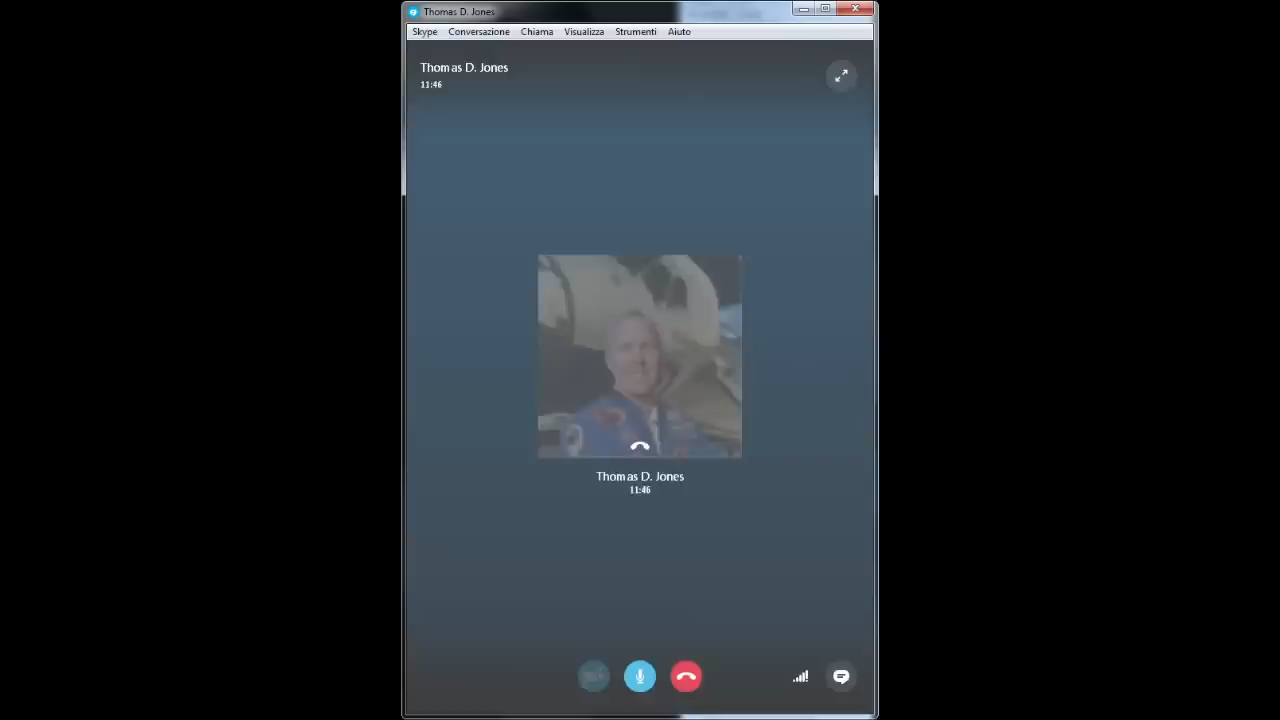 Thomas D. Jones
Skype Conversazione Chiama Visualizza Strumenti Aiuto
Thomas D. Jones
11:46
Thomas D. Jones
11:46